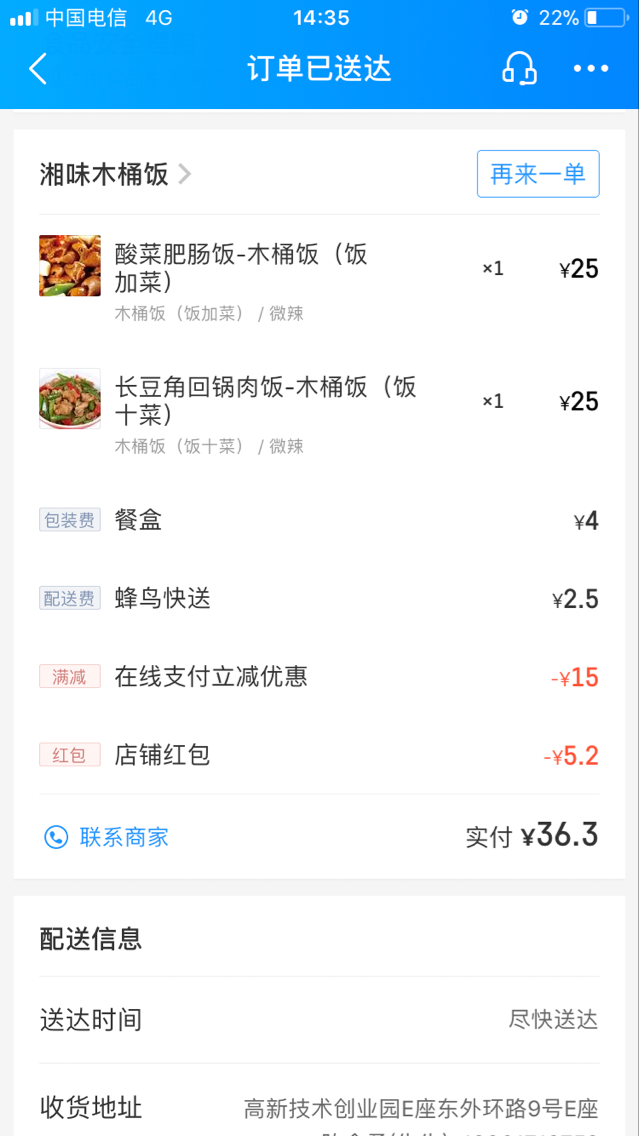 中国电信 4G 14:35 22%
订单已送达
湘味木桶饭
再来一单
酸菜肥肠饭-木桶饭（饭
加菜）
×1 ¥25
木桶饭（饭加菜） / 微辣
长豆角回锅肉饭-木桶饭（饭
十菜）
×1 ¥25
木桶饭（饭十菜） / 微辣
包装费 餐盒 ¥4
配送费 蜂鸟快送 ¥2.5
满减 在线支付立减优惠 -¥15
红包 店铺红包 -¥5.2
联系商家 实付 ¥36.3
配送信息
送达时间 尽快送达
收货地址 高新技术创业园E座东外环路9号E座